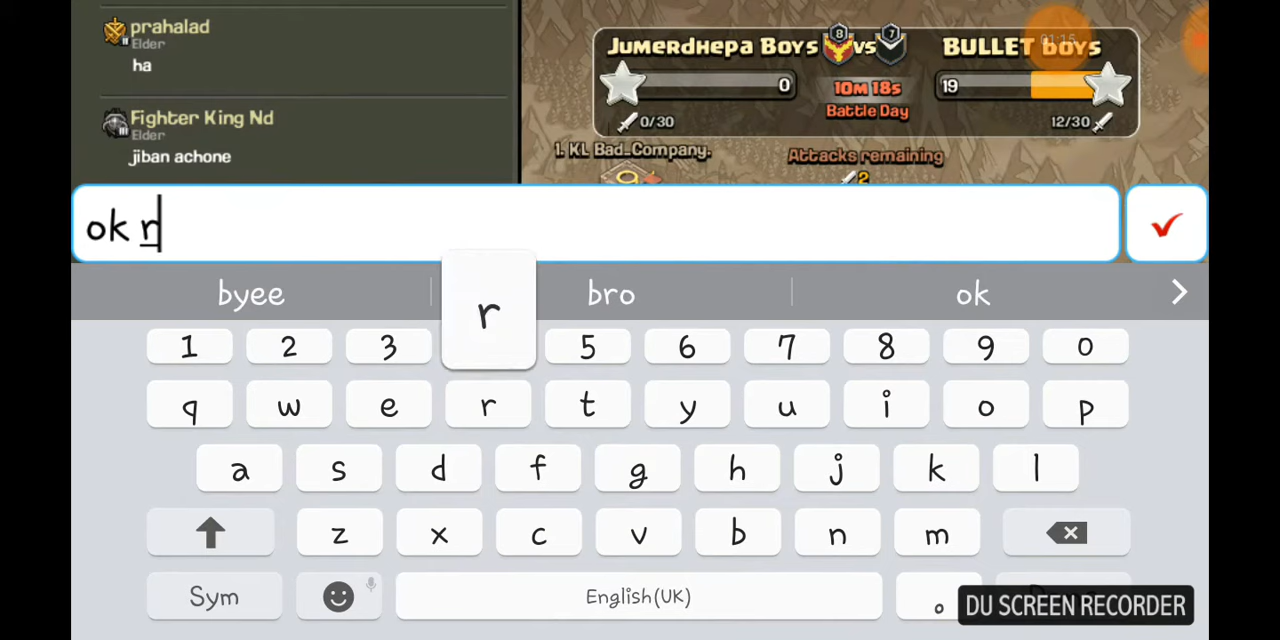 prahalad
Elder
ha
Fighter King Nd
Elder
jiban achone
Jumerdhepa Boys
8
vs
7
BULLET boys
01:15
0
10M 18s
19
Battle Day
0/30
12/30
1. KL Bad_Company.
Attacks remaining
2
ok r
byee
r
bro
ok
1 2 3 5 6 7 8 9 0
q w e r t y u i o p
a s d f g h j k l
z x c v b n m
Sym
English(UK)
.
DU SCREEN RECORDER